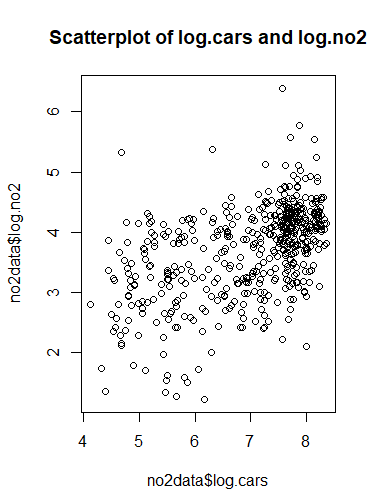 Scatterplot of log.cars and log.no2
no2data$log.no2
6
5
4
3
2
4 5 6 7 8
no2data$log.cars